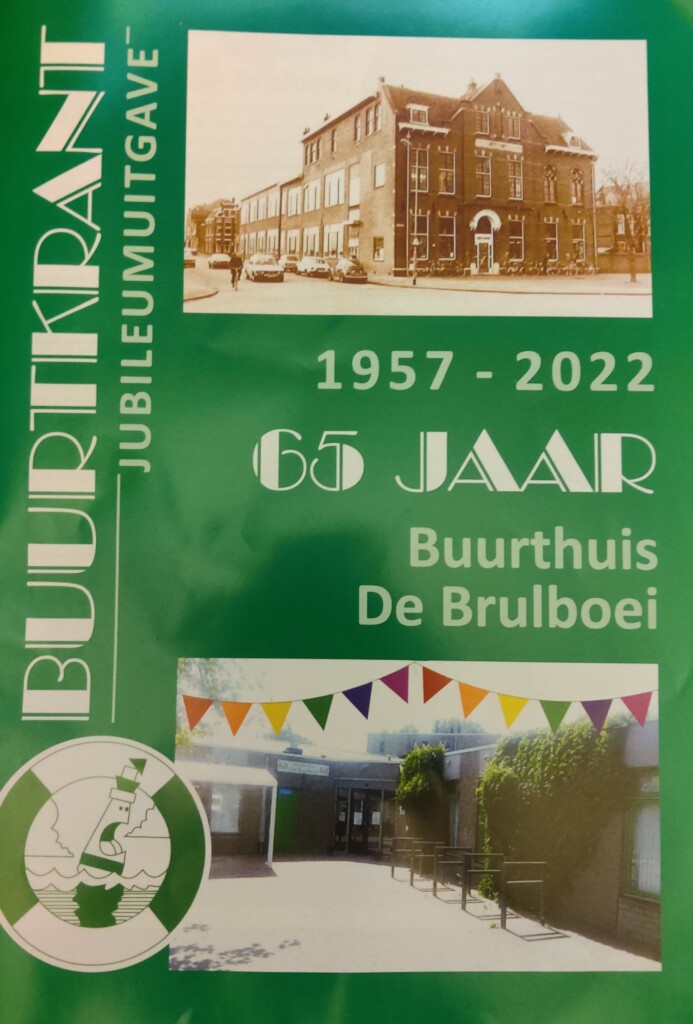 BUURTKRANT
JUBILEUMUITGAVE
1957 - 2022
65 JAAR
Buurthuis
De Brulboei